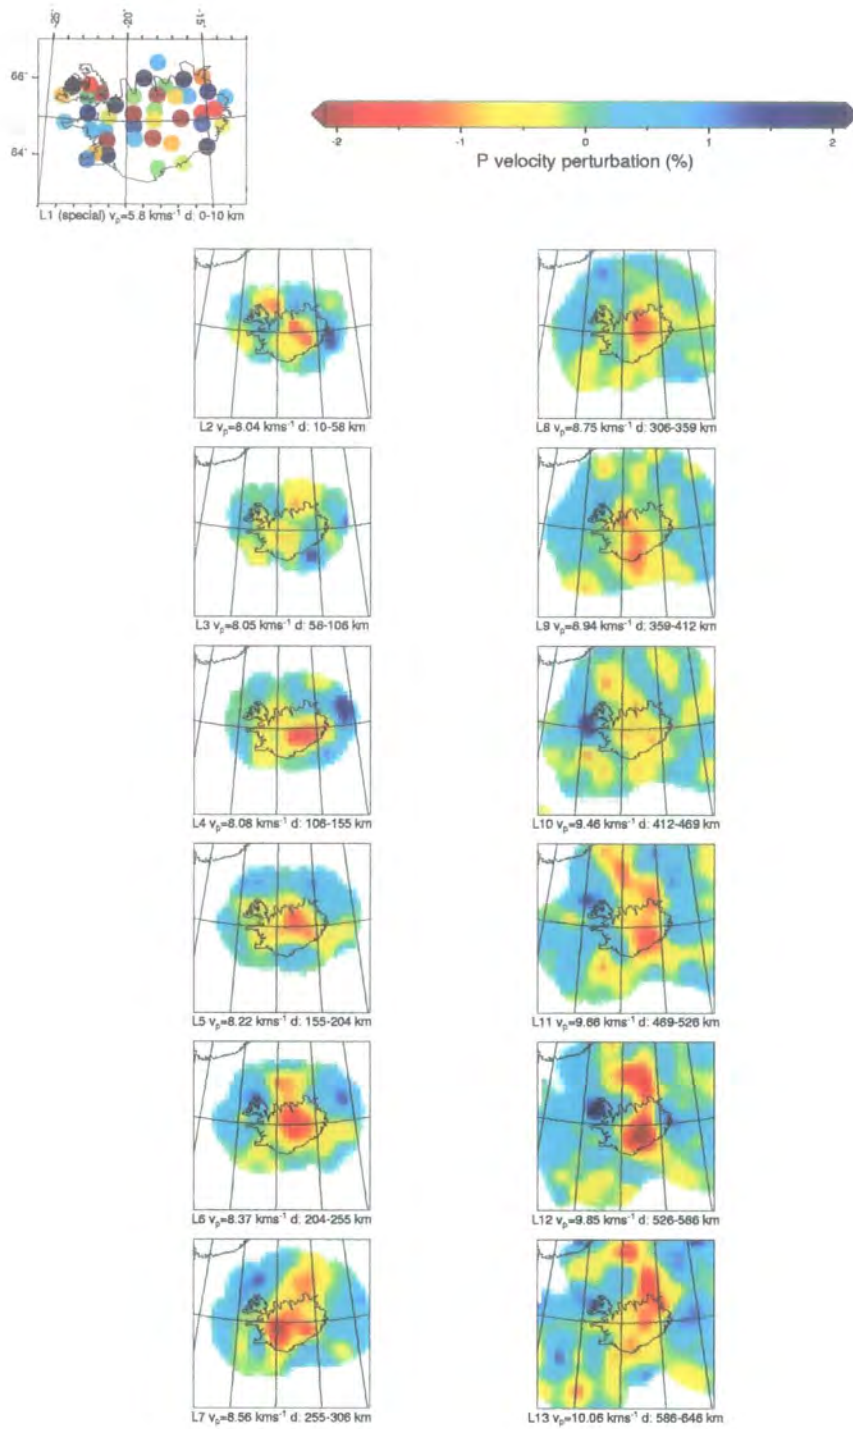 -25° -20° -15°
66°
64°
L1 (special) vp=5.8 kms-1 d: 0-10 km
-2 -1 0 1 2
P velocity perturbation (%)
L2 vp=8.04 kms-1 d: 10-58 km
L8 vp=8.75 kms-1 d: 306-359 km
L3 vp=8.05 kms-1 d: 58-106 km
L9 vp=8.94 kms-1 d: 359-412 km
L4 vp=8.08 kms-1 d: 106-155 km
L10 vp=9.46 kms-1 d: 412-469 km
L5 vp=8.22 kms-1 d: 155-204 km
L11 vp=9.66 kms-1 d: 469-526 km
L6 vp=8.37 kms-1 d: 204-255 km
L12 vp=9.85 kms-1 d: 526-586 km
L7 vp=8.56 kms-1 d: 255-306 km
L13 vp=10.06 kms-1 d: 586-646 km